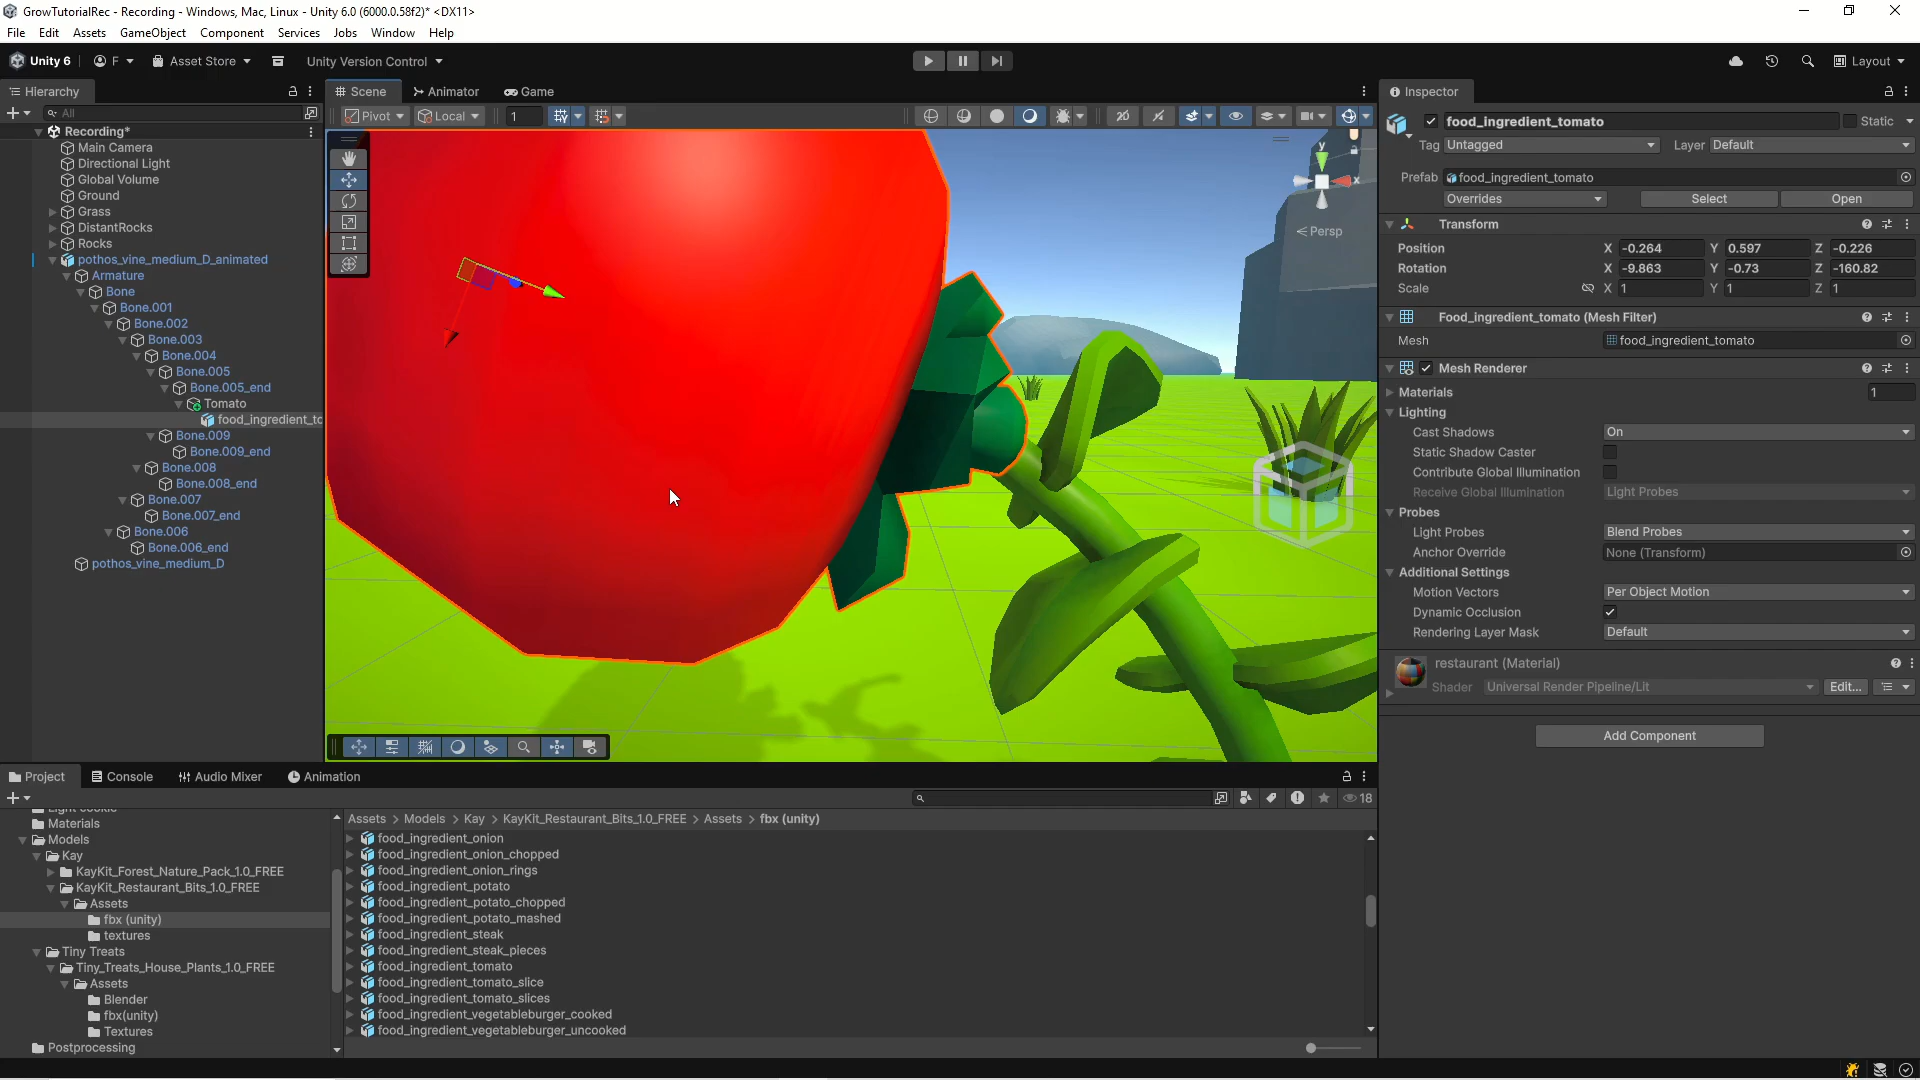 GrowTutorialRec - Recording - Windows, Mac, Linux - Unity 6.0 (6000.0.58f2)* <DX11>
File Edit Assets GameObject Component Services Jobs Window Help
Unity 6 F Asset Store Unity Version Control Layout
Hierarchy Scene Animator Game Inspector
All
Pivot Local 1
Recording*
Main Camera
Directional Light
Global Volume
Ground
Grass
DistantRocks
Rocks
pothos_vine_medium_D_animated
Armature
Bone
Bone.001
Bone.002
Bone.003
Bone.004
Bone.005
Bone.005_end
Tomato
food_ingredient_to
Bone.009
Bone.009_end
Bone.008
Bone.008_end
Bone.007
Bone.007_end
Bone.006
Bone.006_end
pothos_vine_medium_D
2D
y
x
Persp
food_ingredient_tomato Static
Tag Untagged Layer Default
Prefab food_ingredient_tomato
Overrides Select Open
Transform
Position X -0.264 Y 0.597 Z -0.226
Rotation X -9.863 Y -0.73 Z -160.82
Scale X 1 Y 1 Z 1
Food_ingredient_tomato (Mesh Filter)
Mesh food_ingredient_tomato
Mesh Renderer
Materials 1
Lighting
Cast Shadows On
Static Shadow Caster
Contribute Global Illumination
Receive Global Illumination Light Probes
Probes
Light Probes Blend Probes
Anchor Override None (Transform)
Additional Settings
Motion Vectors Per Object Motion
Dynamic Occlusion
Rendering Layer Mask Default
restaurant (Material)
Shader Universal Render Pipeline/Lit Edit...
Add Component
Project Console Audio Mixer Animation
18
Light cookie
Materials
Models
Kay
KayKit_Forest_Nature_Pack_1.0_FREE
KayKit_Restaurant_Bits_1.0_FREE
Assets
fbx (unity)
textures
Tiny Treats
Tiny_Treats_House_Plants_1.0_FREE
Assets
Blender
fbx(unity)
Textures
Postprocessing
Assets > Models > Kay > KayKit_Restaurant_Bits_1.0_FREE > Assets > fbx (unity)
food_ingredient_onion
food_ingredient_onion_chopped
food_ingredient_onion_rings
food_ingredient_potato
food_ingredient_potato_chopped
food_ingredient_potato_mashed
food_ingredient_steak
food_ingredient_steak_pieces
food_ingredient_tomato
food_ingredient_tomato_slice
food_ingredient_tomato_slices
food_ingredient_vegetableburger_cooked
food_ingredient_vegetableburger_uncooked